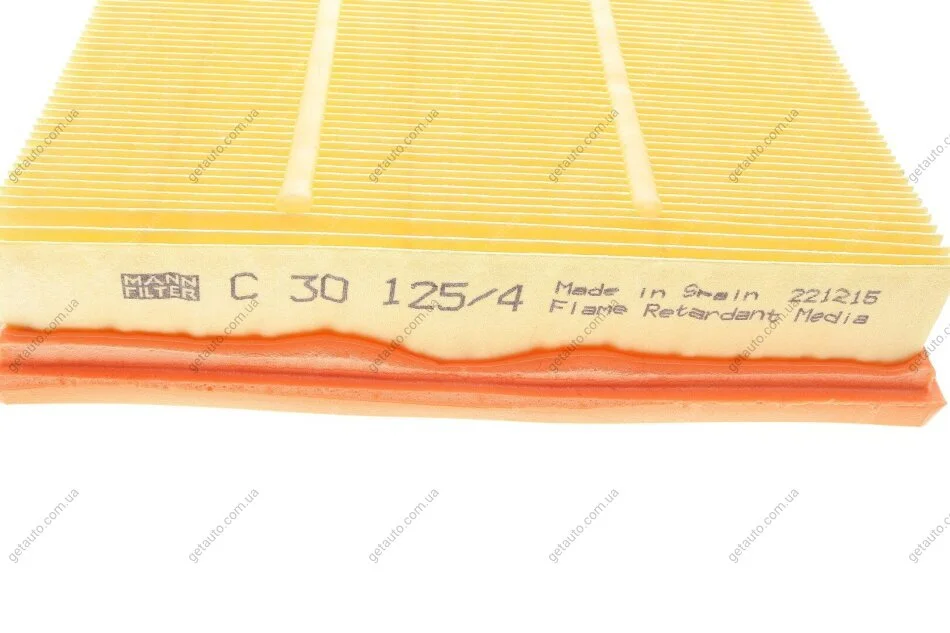 MANN
FILTER
C 30 125/4
Made in Spain 221215
Flame Retardant Media
getauto.com.ua